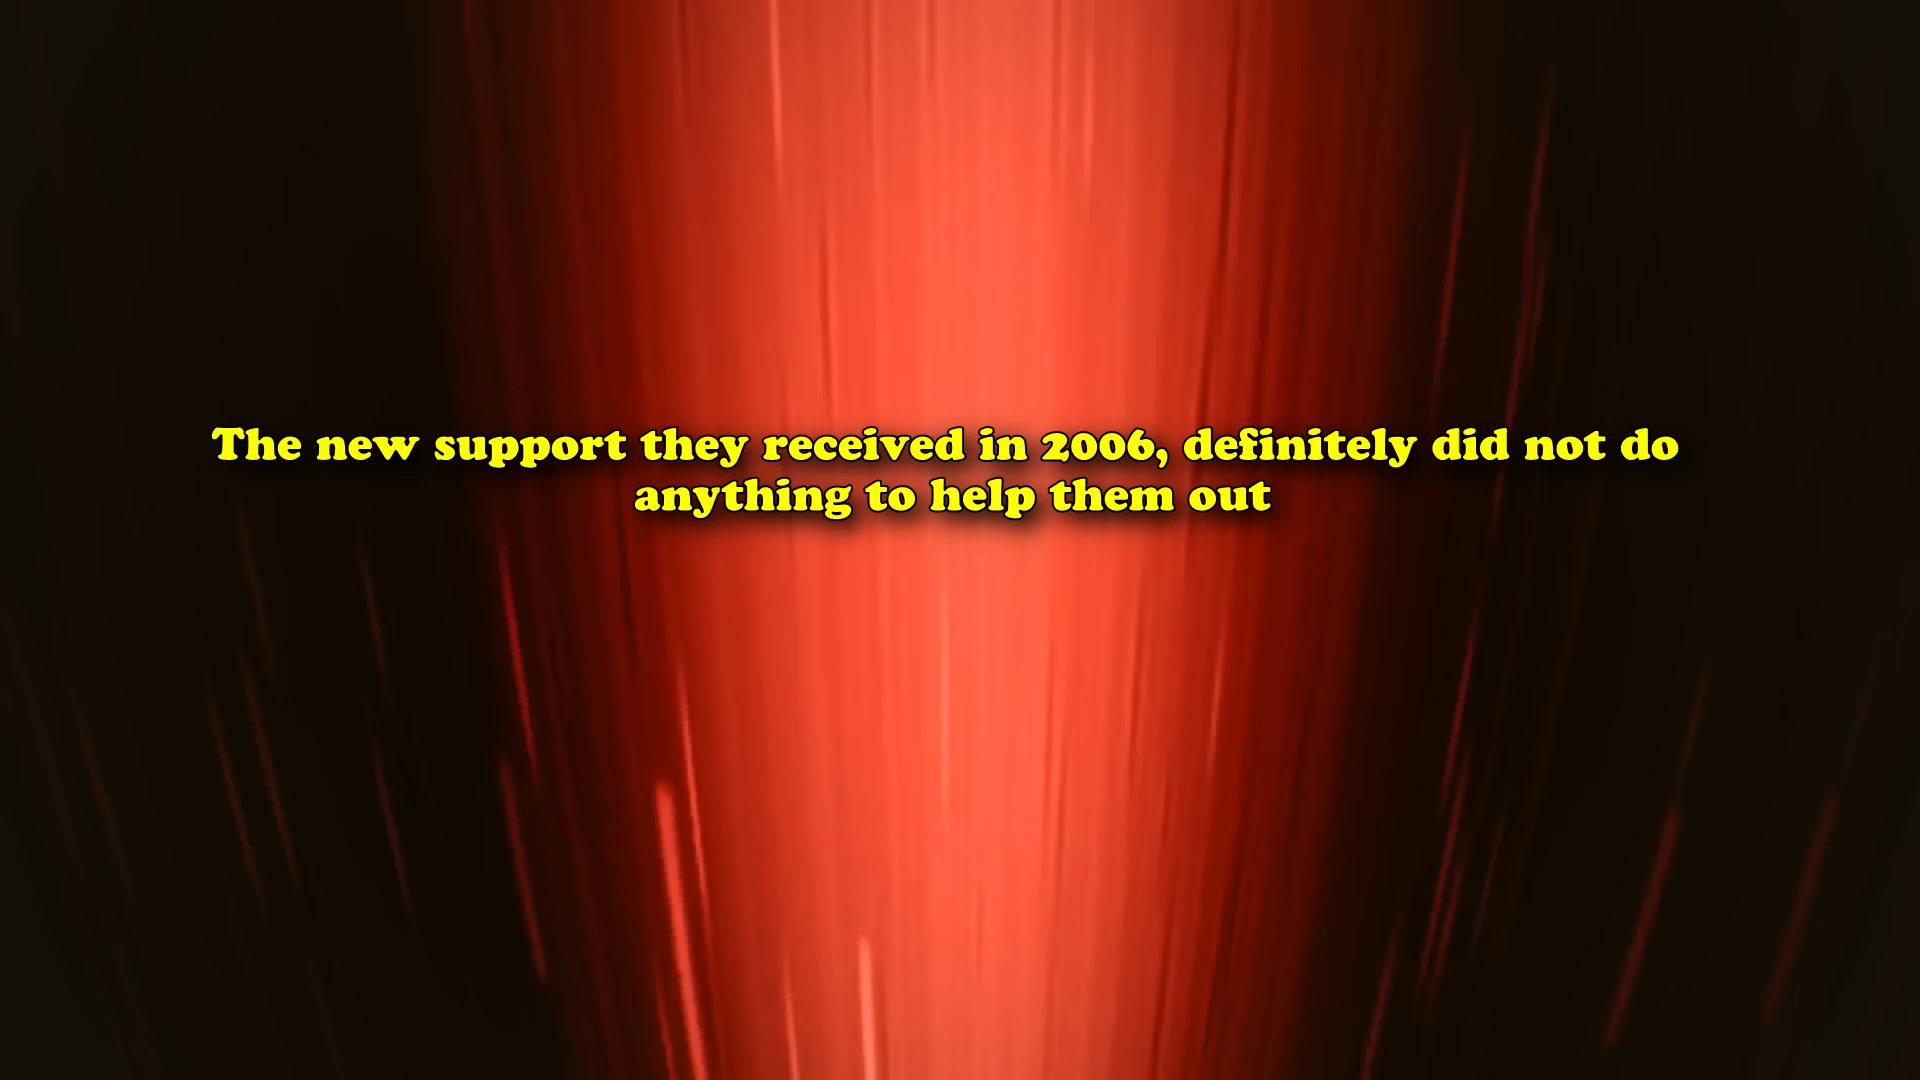 The new support they received in 2006, definitely did not do
anything to help them out